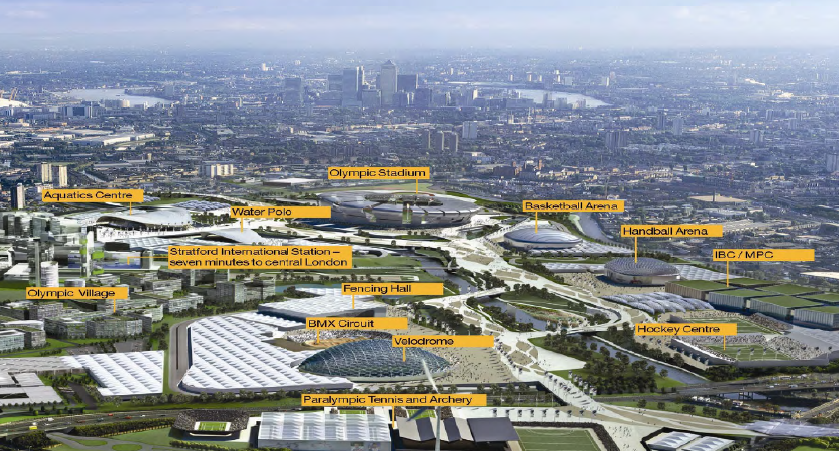 Olympic Stadium
Aquatics Centre
Water Polo
Basketball Arena
Handball Arena
Stratford International Station –
seven minutes to central London
IBC / MPC
Olympic Village
Fencing Hall
BMX Circuit
Hockey Centre
Velodrome
Paralympic Tennis and Archery